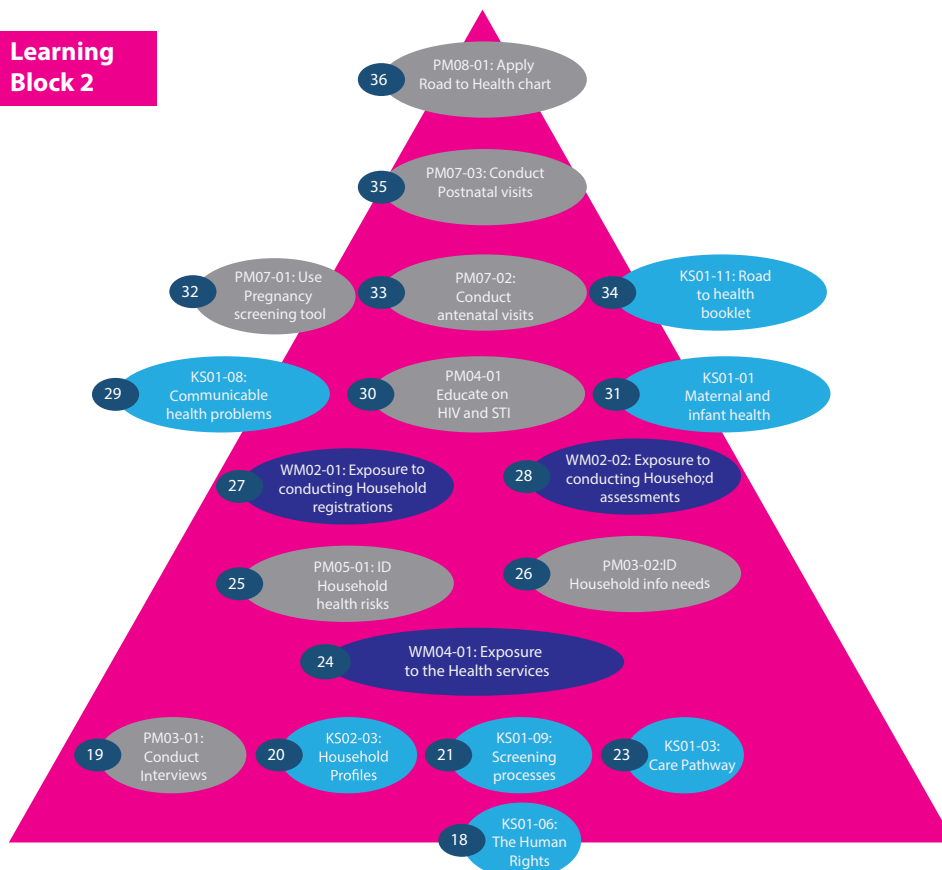 Learning
Block 2
36
PM08-01: Apply
Road to Health chart
35
PM07-03: Conduct
Postnatal visits
32
PM07-01: Use
Pregnancy
screening tool
33
PM07-02:
Conduct
antenatal visits
34
KS01-11: Road
to health
booklet
29
KS01-08:
Communicable
health problems
30
PM04-01
Educate on
HIV and STI
31
KS01-01
Maternal and
infant health
27
WM02-01: Exposure to
conducting Household
registrations
28
WM02-02: Exposure to
conducting Househo;d
assessments
25
PM05-01: ID
Household
health risks
26
PM03-02:ID
Household info needs
24
WM04-01: Exposure
to the Health services
19
PM03-01:
Conduct
Interviews
20
KS02-03:
Household
Profiles
21
KS01-09:
Screening
processes
23
KS01-03:
Care Pathway
18
KS01-06:
The Human
Rights